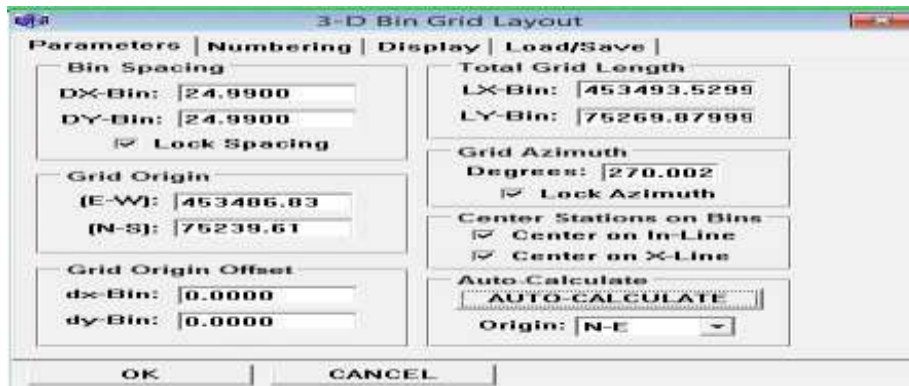 3-D Bin Grid Layout
Parameters | Numbering | Display | Load/Save |
Bin Spacing
DX-Bin: 24.9900
DY-Bin: 24.9900
Lock Spacing
Grid Origin
(E-W): 453486.83
(N-S): 75239.61
Grid Origin Offset
dx-Bin: 0.0000
dy-Bin: 0.0000
Total Grid Length
LX-Bin: 453493.5299
LY-Bin: 75269.87999
Grid Azimuth
Degrees: 270.002
Lock Azimuth
Center Stations on Bins
Center on In-Line
Center on X-Line
Auto-Calculate
AUTO-CALCULATE
Origin: N-E
OK
CANCEL